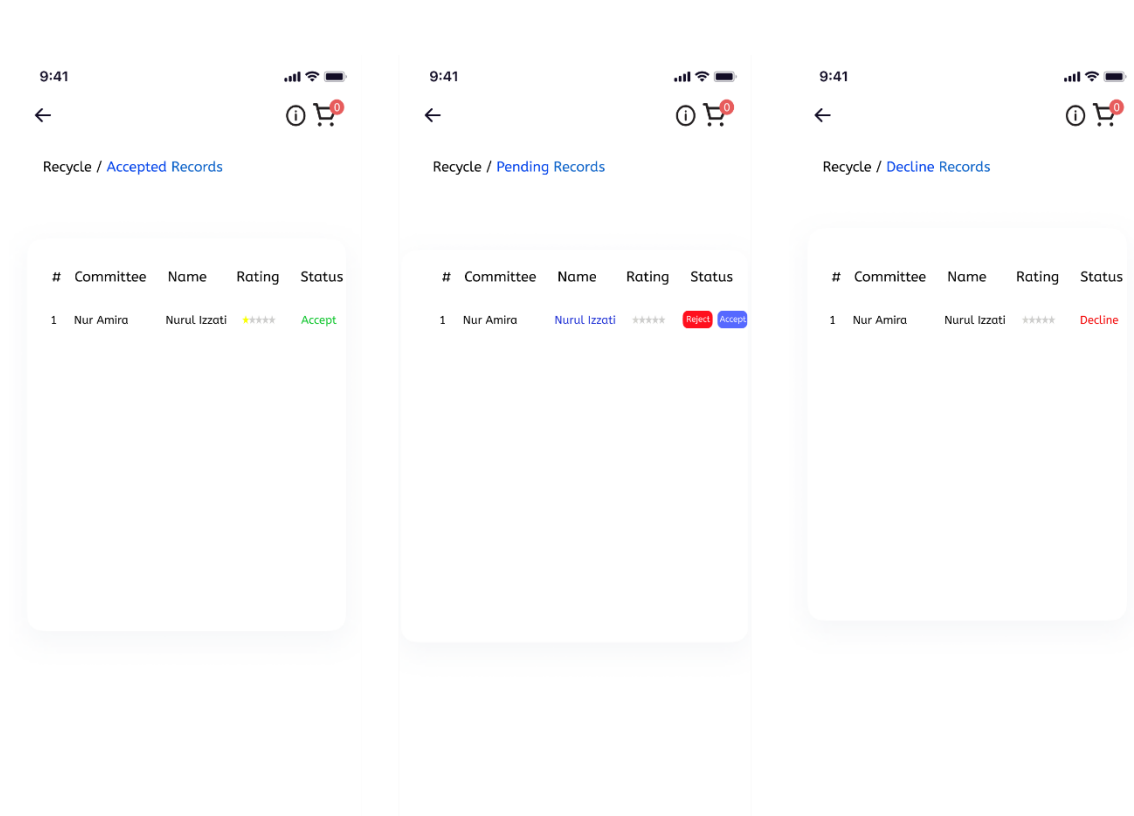 9:41
0
Recycle / Accepted Records
# Committee Name Rating Status
1 Nur Amira Nurul Izzati Accept
9:41
0
Recycle / Pending Records
# Committee Name Rating Status
1 Nur Amira Nurul Izzati Reject Accept
9:41
0
Recycle / Decline Records
# Committee Name Rating Status
1 Nur Amira Nurul Izzati Decline